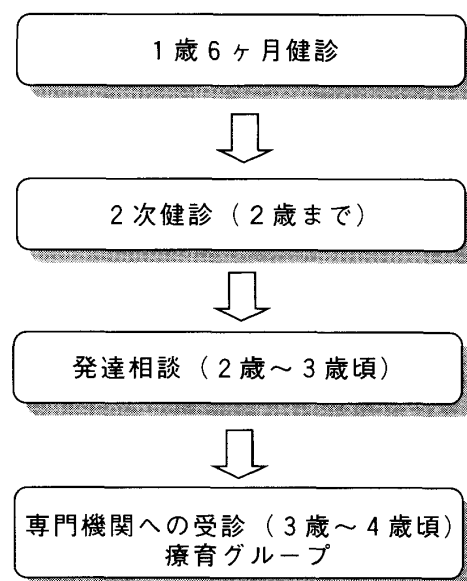 1歳6ヶ月健診
2次健診（2歳まで）
発達相談（2歳～3歳頃）
専門機関への受診（3歳～4歳頃）
療育グループ